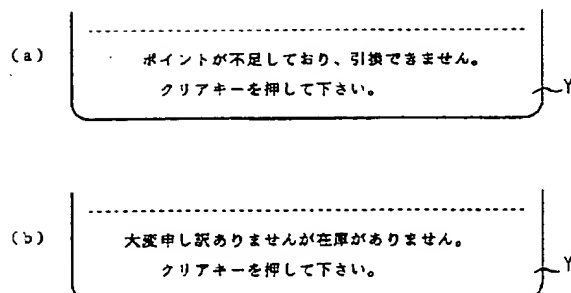 (a)
ポイントが不足しており、引換できません。
クリアキーを押して下さい。
Y
(b)
大変申し訳ありませんが在庫がありません。
クリアキーを押して下さい。
Y